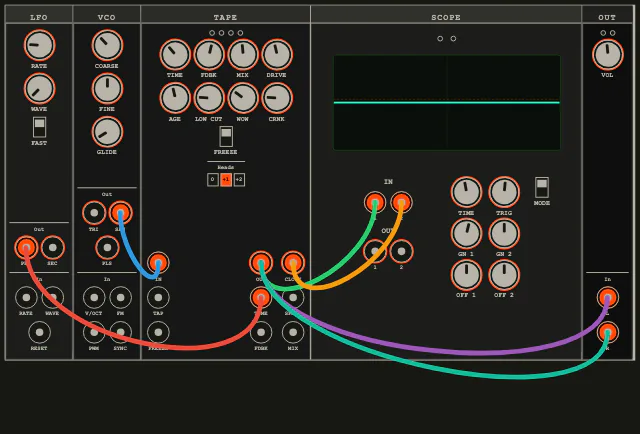 LFO VCO TAPE SCOPE OUT
RATE COARSE TIME FDBK MIX DRIVE VOL
WAVE FINE AGE LOW CUT WOW CRNK
FAST GLIDE FREEZE
Heads
0 +1 +2
IN
TIME TRIG MODE
Out
TRI
OUT
GN 1 GN 2
Out
SEC PLS
1 2
In In In
RATE WAVE V/OCT FM TAP
OFF 1 OFF 2
RESET PWM SYNC FDBK MIX